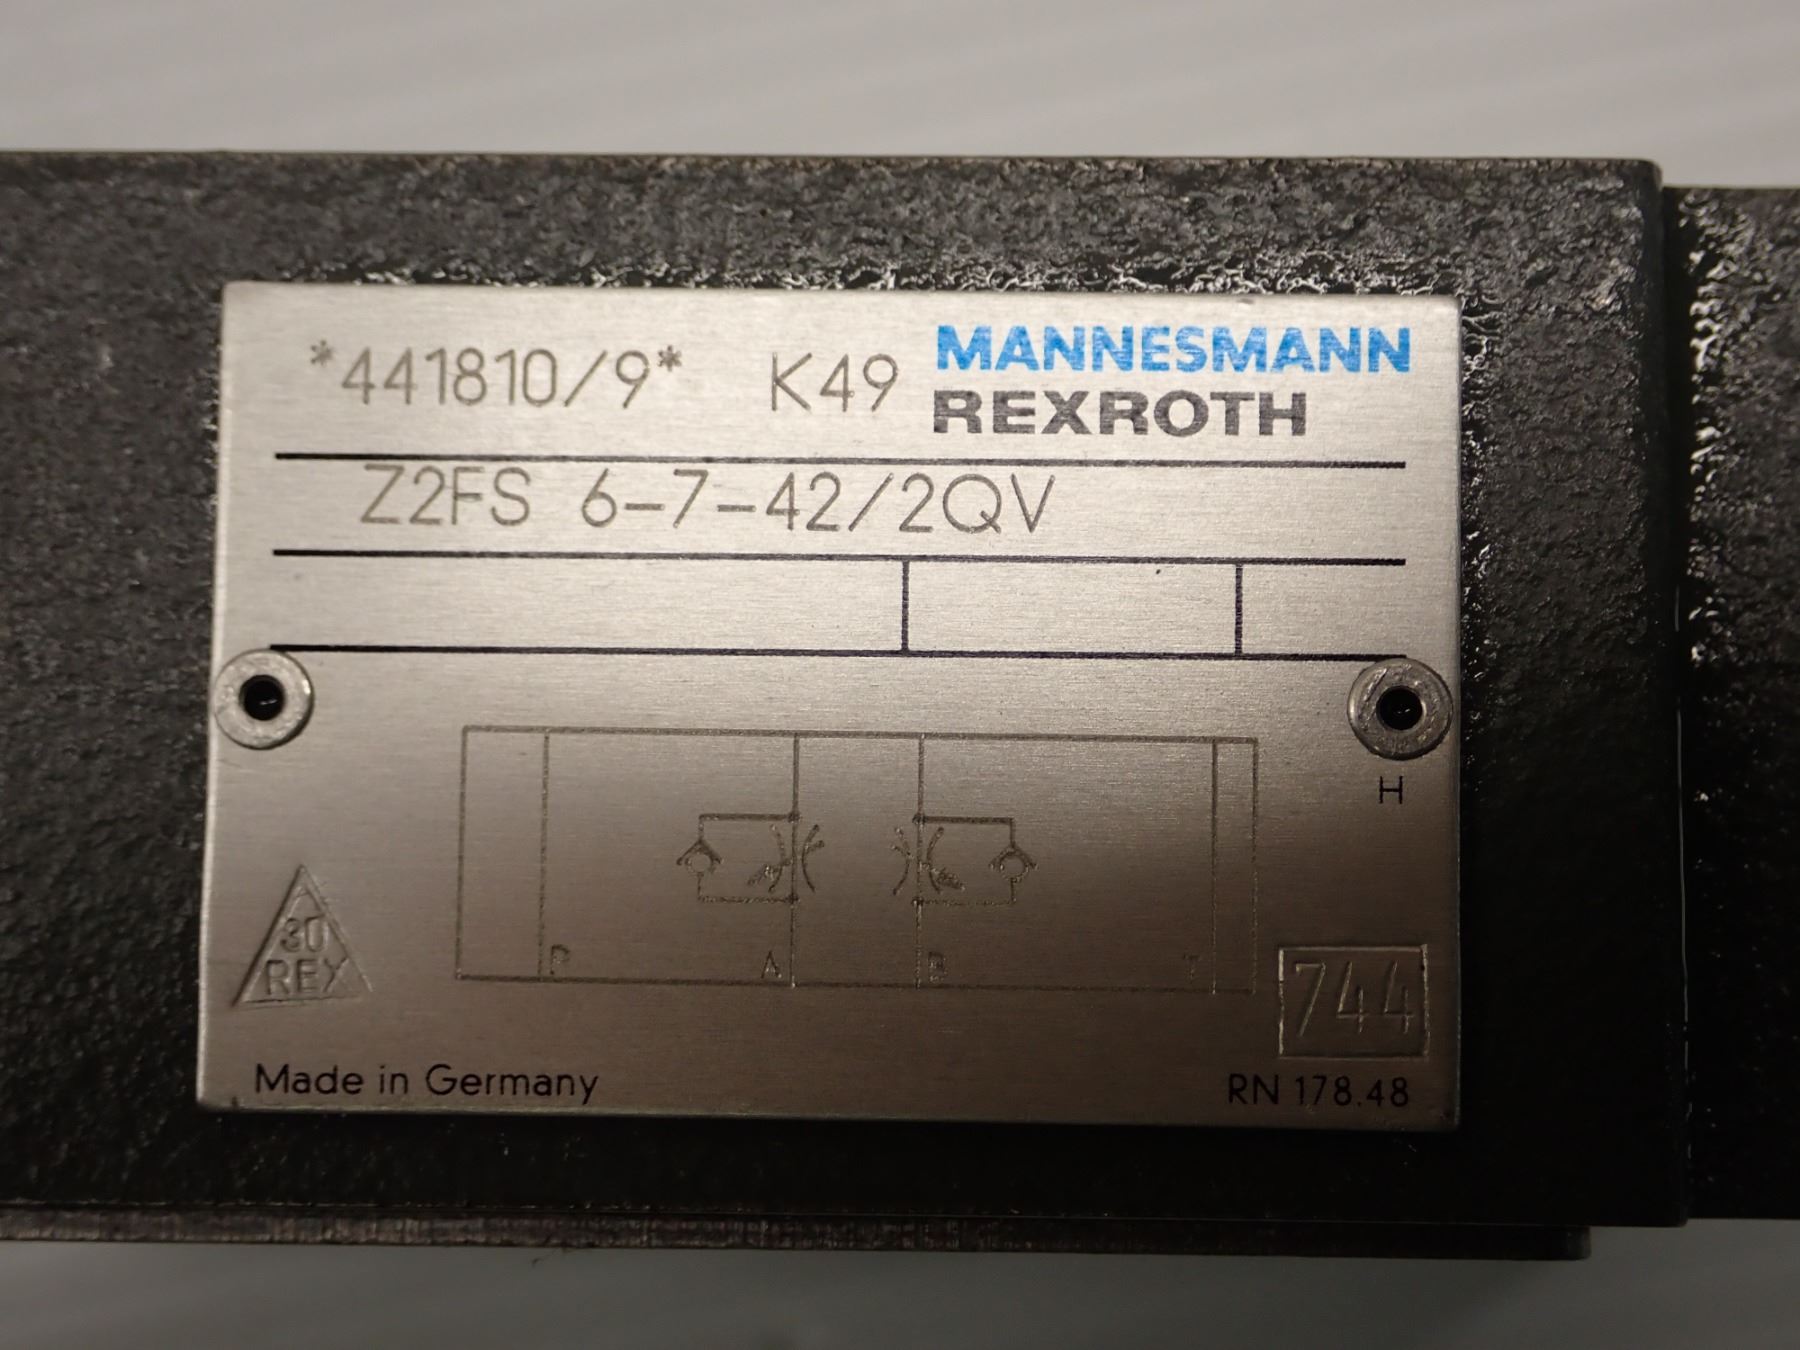 *441810/9* K49 MANNESMANN
REXROTH
Z2FS 6-7-42/2QV
H
P A B T
30
REX
744
Made in Germany RN 178.48